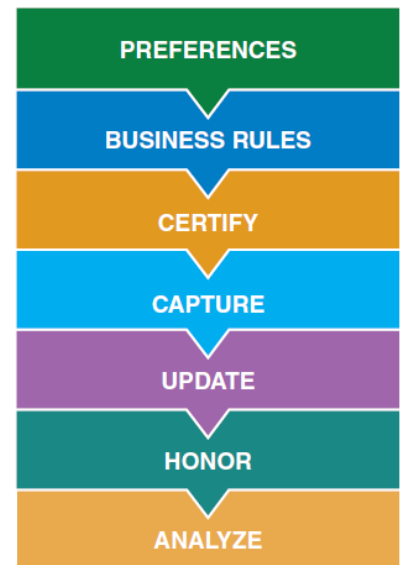 PREFERENCES
BUSINESS RULES
CERTIFY
CAPTURE
UPDATE
HONOR
ANALYZE